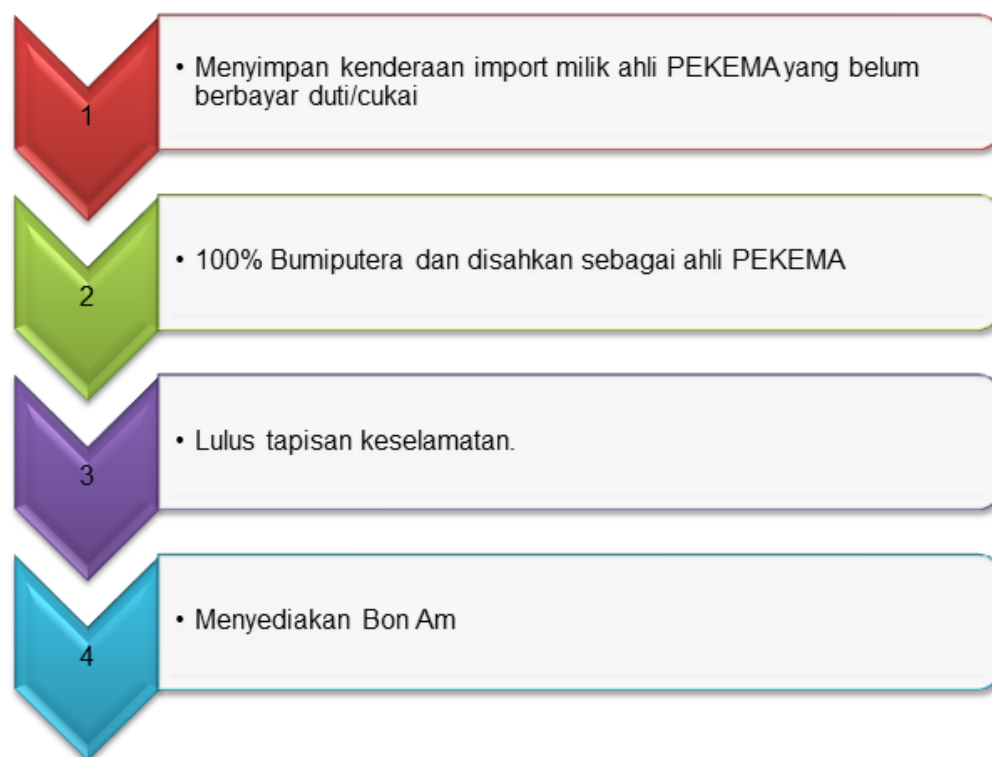 1
• Menyimpan kenderaan import milik ahli PEKEMA yang belum
berbayar duti/cukai
2
• 100% Bumiputera dan disahkan sebagai ahli PEKEMA
3
• Lulus tapisan keselamatan.
4
• Menyediakan Bon Am